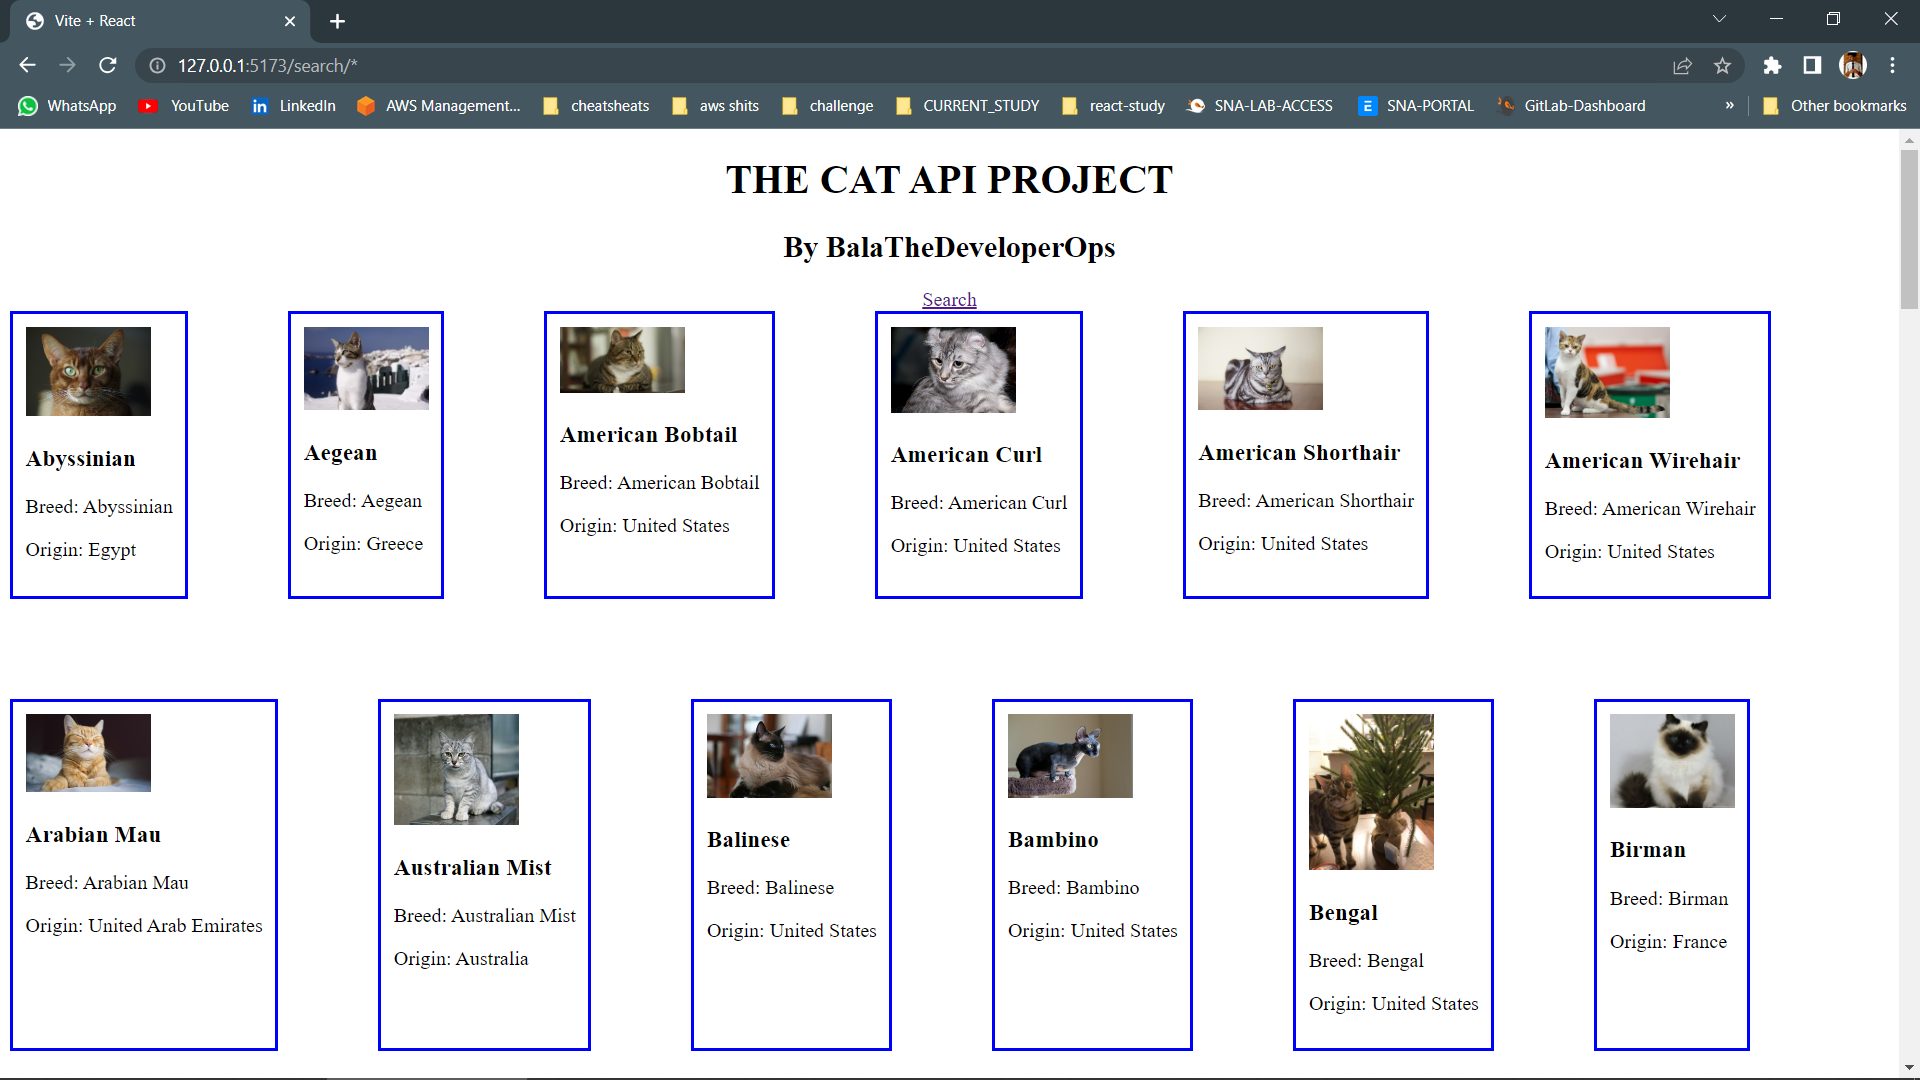 Vite + React
127.0.0.1:5173/search/*
WhatsApp YouTube LinkedIn AWS Management... cheatsheats aws shits challenge CURRENT_STUDY react-study SNA-LAB-ACCESS SNA-PORTAL GitLab-Dashboard » Other bookmarks
THE CAT API PROJECT
By BalaTheDeveloperOps
Search
Abyssinian
Breed: Abyssinian
Origin: Egypt
Aegean
Breed: Aegean
Origin: Greece
American Bobtail
Breed: American Bobtail
Origin: United States
American Curl
Breed: American Curl
Origin: United States
American Shorthair
Breed: American Shorthair
Origin: United States
American Wirehair
Breed: American Wirehair
Origin: United States
Arabian Mau
Breed: Arabian Mau
Origin: United Arab Emirates
Australian Mist
Breed: Australian Mist
Origin: Australia
Balinese
Breed: Balinese
Origin: United States
Bambino
Breed: Bambino
Origin: United States
Bengal
Breed: Bengal
Origin: United States
Birman
Breed: Birman
Origin: France